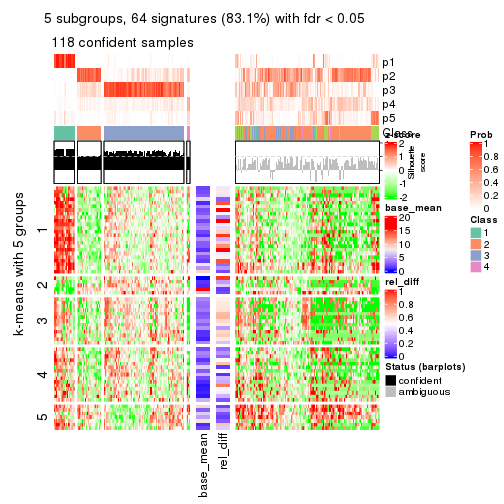 5 subgroups, 64 signatures (83.1%) with fdr < 0.05
118 confident samples
p1
p2
p3
p4
p5
Class
z-score
2
1
0
-1
-2
Silhouette score
base_mean
20
15
10
5
0
rel_diff
1
0.8
0.6
0.4
0.2
0
Status (barplots)
confident
ambiguous
Prob
1
0.8
0.6
0.4
0.2
0
Class
1
2
3
4
k-means with 5 groups
1
2
3
4
5
base_mean
rel_diff